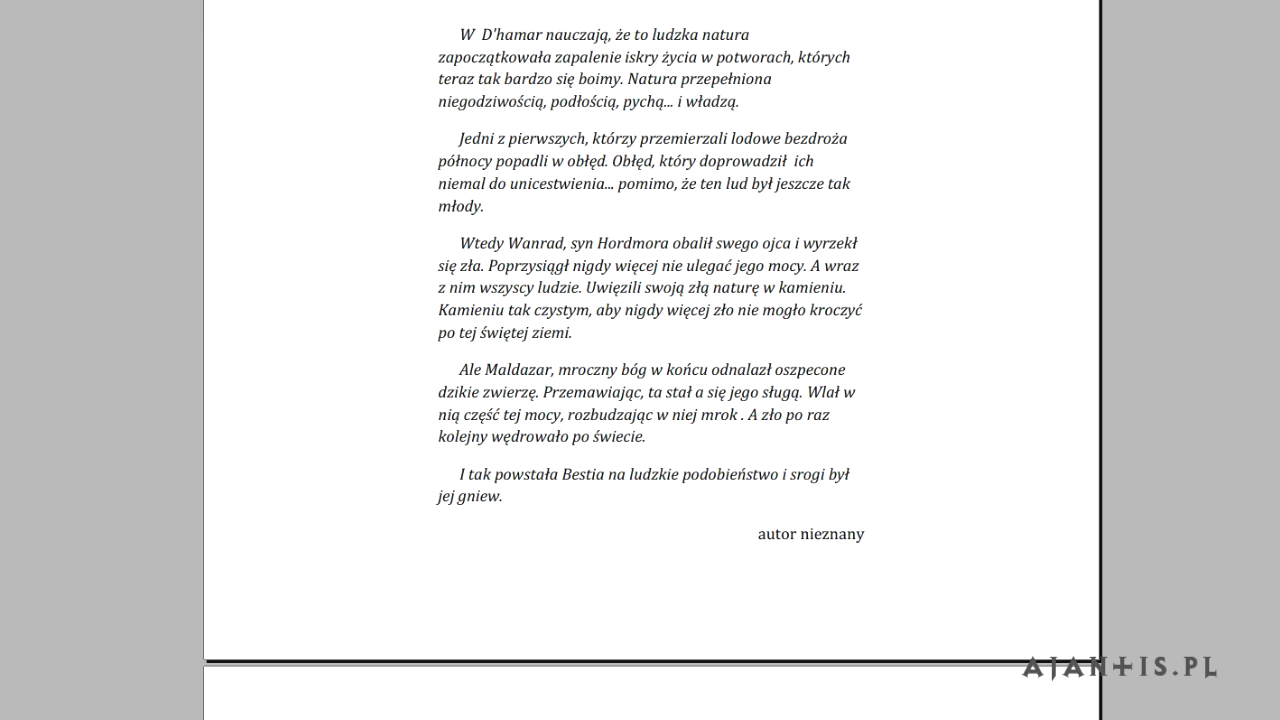 W  D'hamar nauczają, że to ludzka natura
zapoczątkowała zapalenie iskry życia w potworach, których
teraz tak bardzo się boimy. Natura przepełniona
niegodziwością, podłością, pychą... i władzą.
Jedni z pierwszych, którzy przemierzali lodowe bezdroża
północy popadli w obłęd. Obłęd, który doprowadził  ich
niemal do unicestwienia... pomimo, że ten lud był jeszcze tak
młody.
Wtedy Wanrad, syn Hordmora obalił swego ojca i wyrzekł
się zła. Poprzysiągł nigdy więcej nie ulegać jego mocy. A wraz
z nim wszyscy ludzie. Uwięzili swoją złą naturę w kamieniu.
Kamieniu tak czystym, aby nigdy więcej zło nie mogło kroczyć
po tej świętej ziemi.
Ale Maldazar, mroczny bóg w końcu odnalazł oszpecone
dzikie zwierzę. Przemawiając, ta stał a się jego sługą. Wlał w
nią część tej mocy, rozbudzając w niej mrok . A zło po raz
kolejny wędrowało po świecie.
I tak powstała Bestia na ludzkie podobieństwo i srogi był
jej gniew.
autor nieznany
AJANTIS.PL